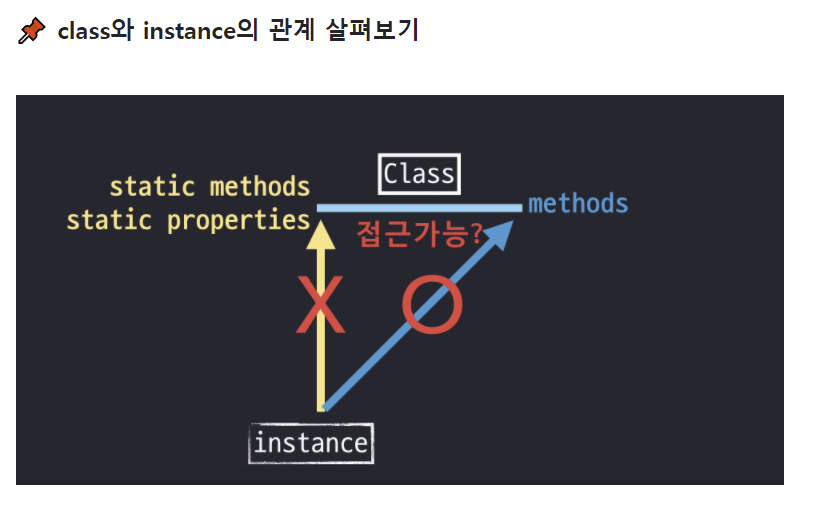 📌 class와 instance의 관계 살펴보기
Class
static methods
static properties
methods
접근가능?
X
O
instance